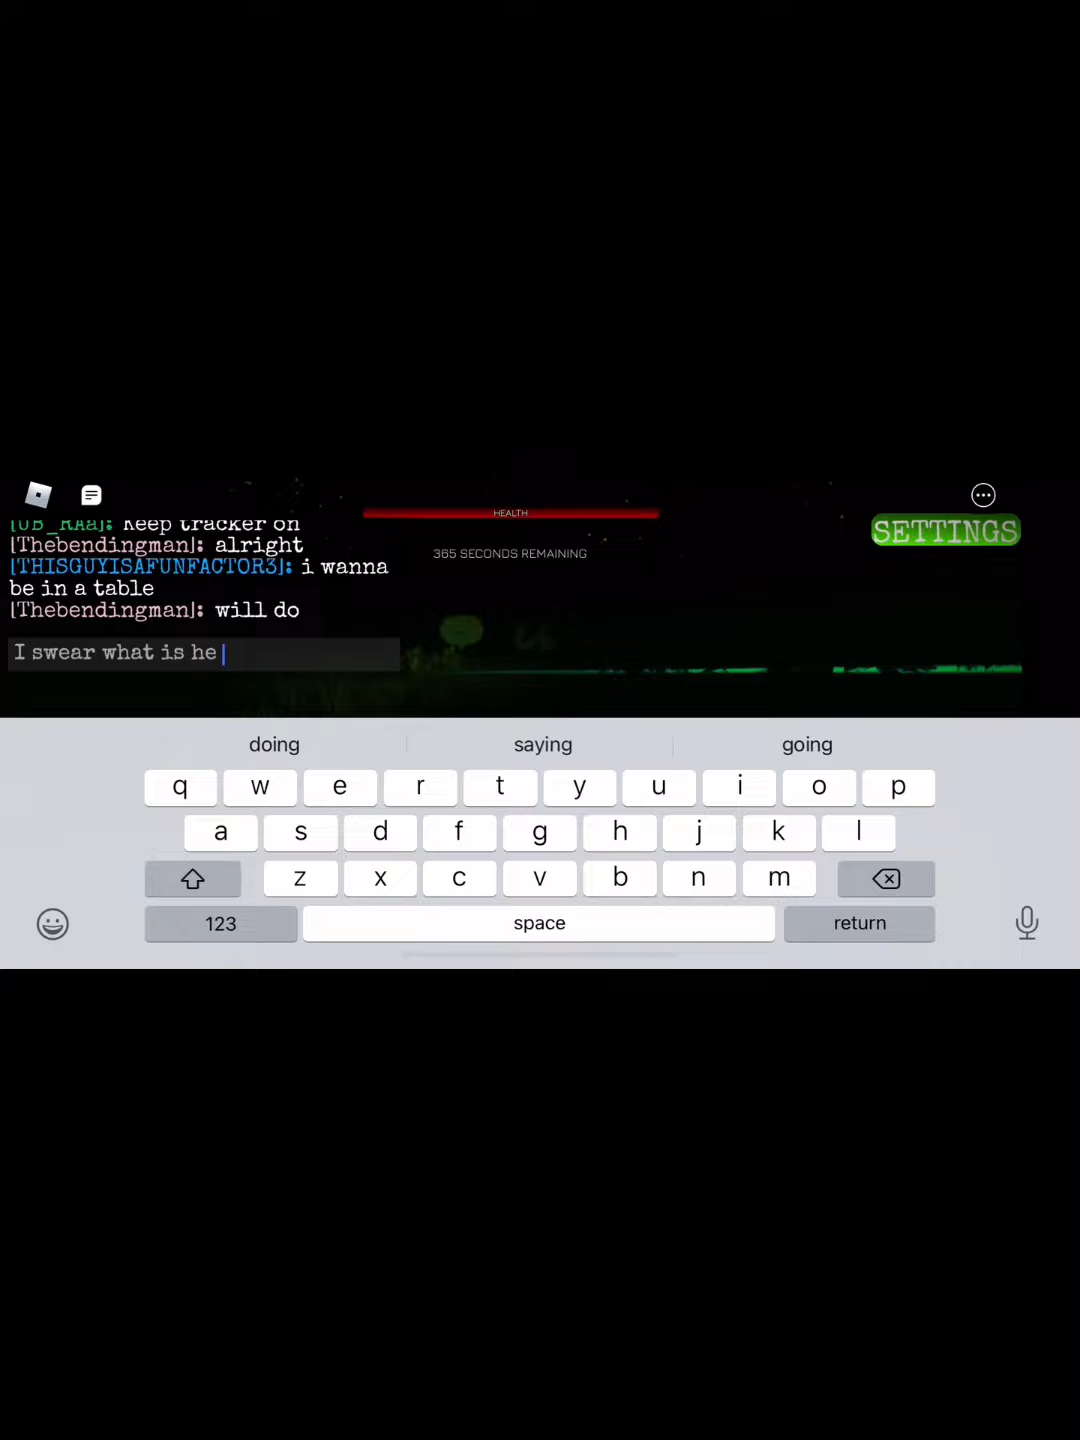 HEALTH
SETTINGS
365 SECONDS REMAINING
[UB_RAa]: Keep tracker on
[Thebendingman]: alright
[THISGUYISAFUNFACTOR3]: i wanna
be in a table
[Thebendingman]: will do
I swear what is he
doing saying going
q w e r t y u i o p
a s d f g h j k l
z x c v b n m
123 space return